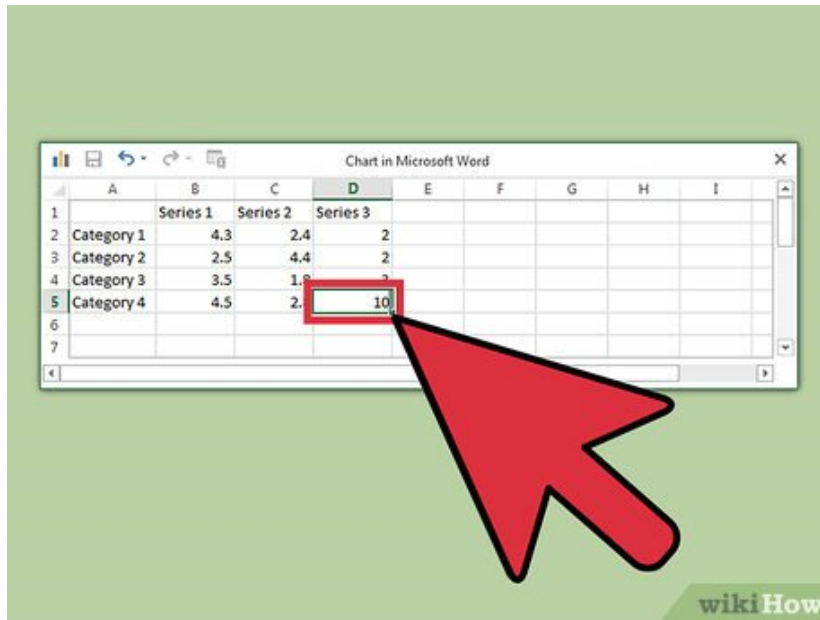 Chart in Microsoft Word
A B C D E F G H I
1 Series 1 Series 2 Series 3
2 Category 1 4.3 2.4 2
3 Category 2 2.5 4.4 2
4 Category 3 3.5
5 Category 4 4.5 10
6
7
wikiHow